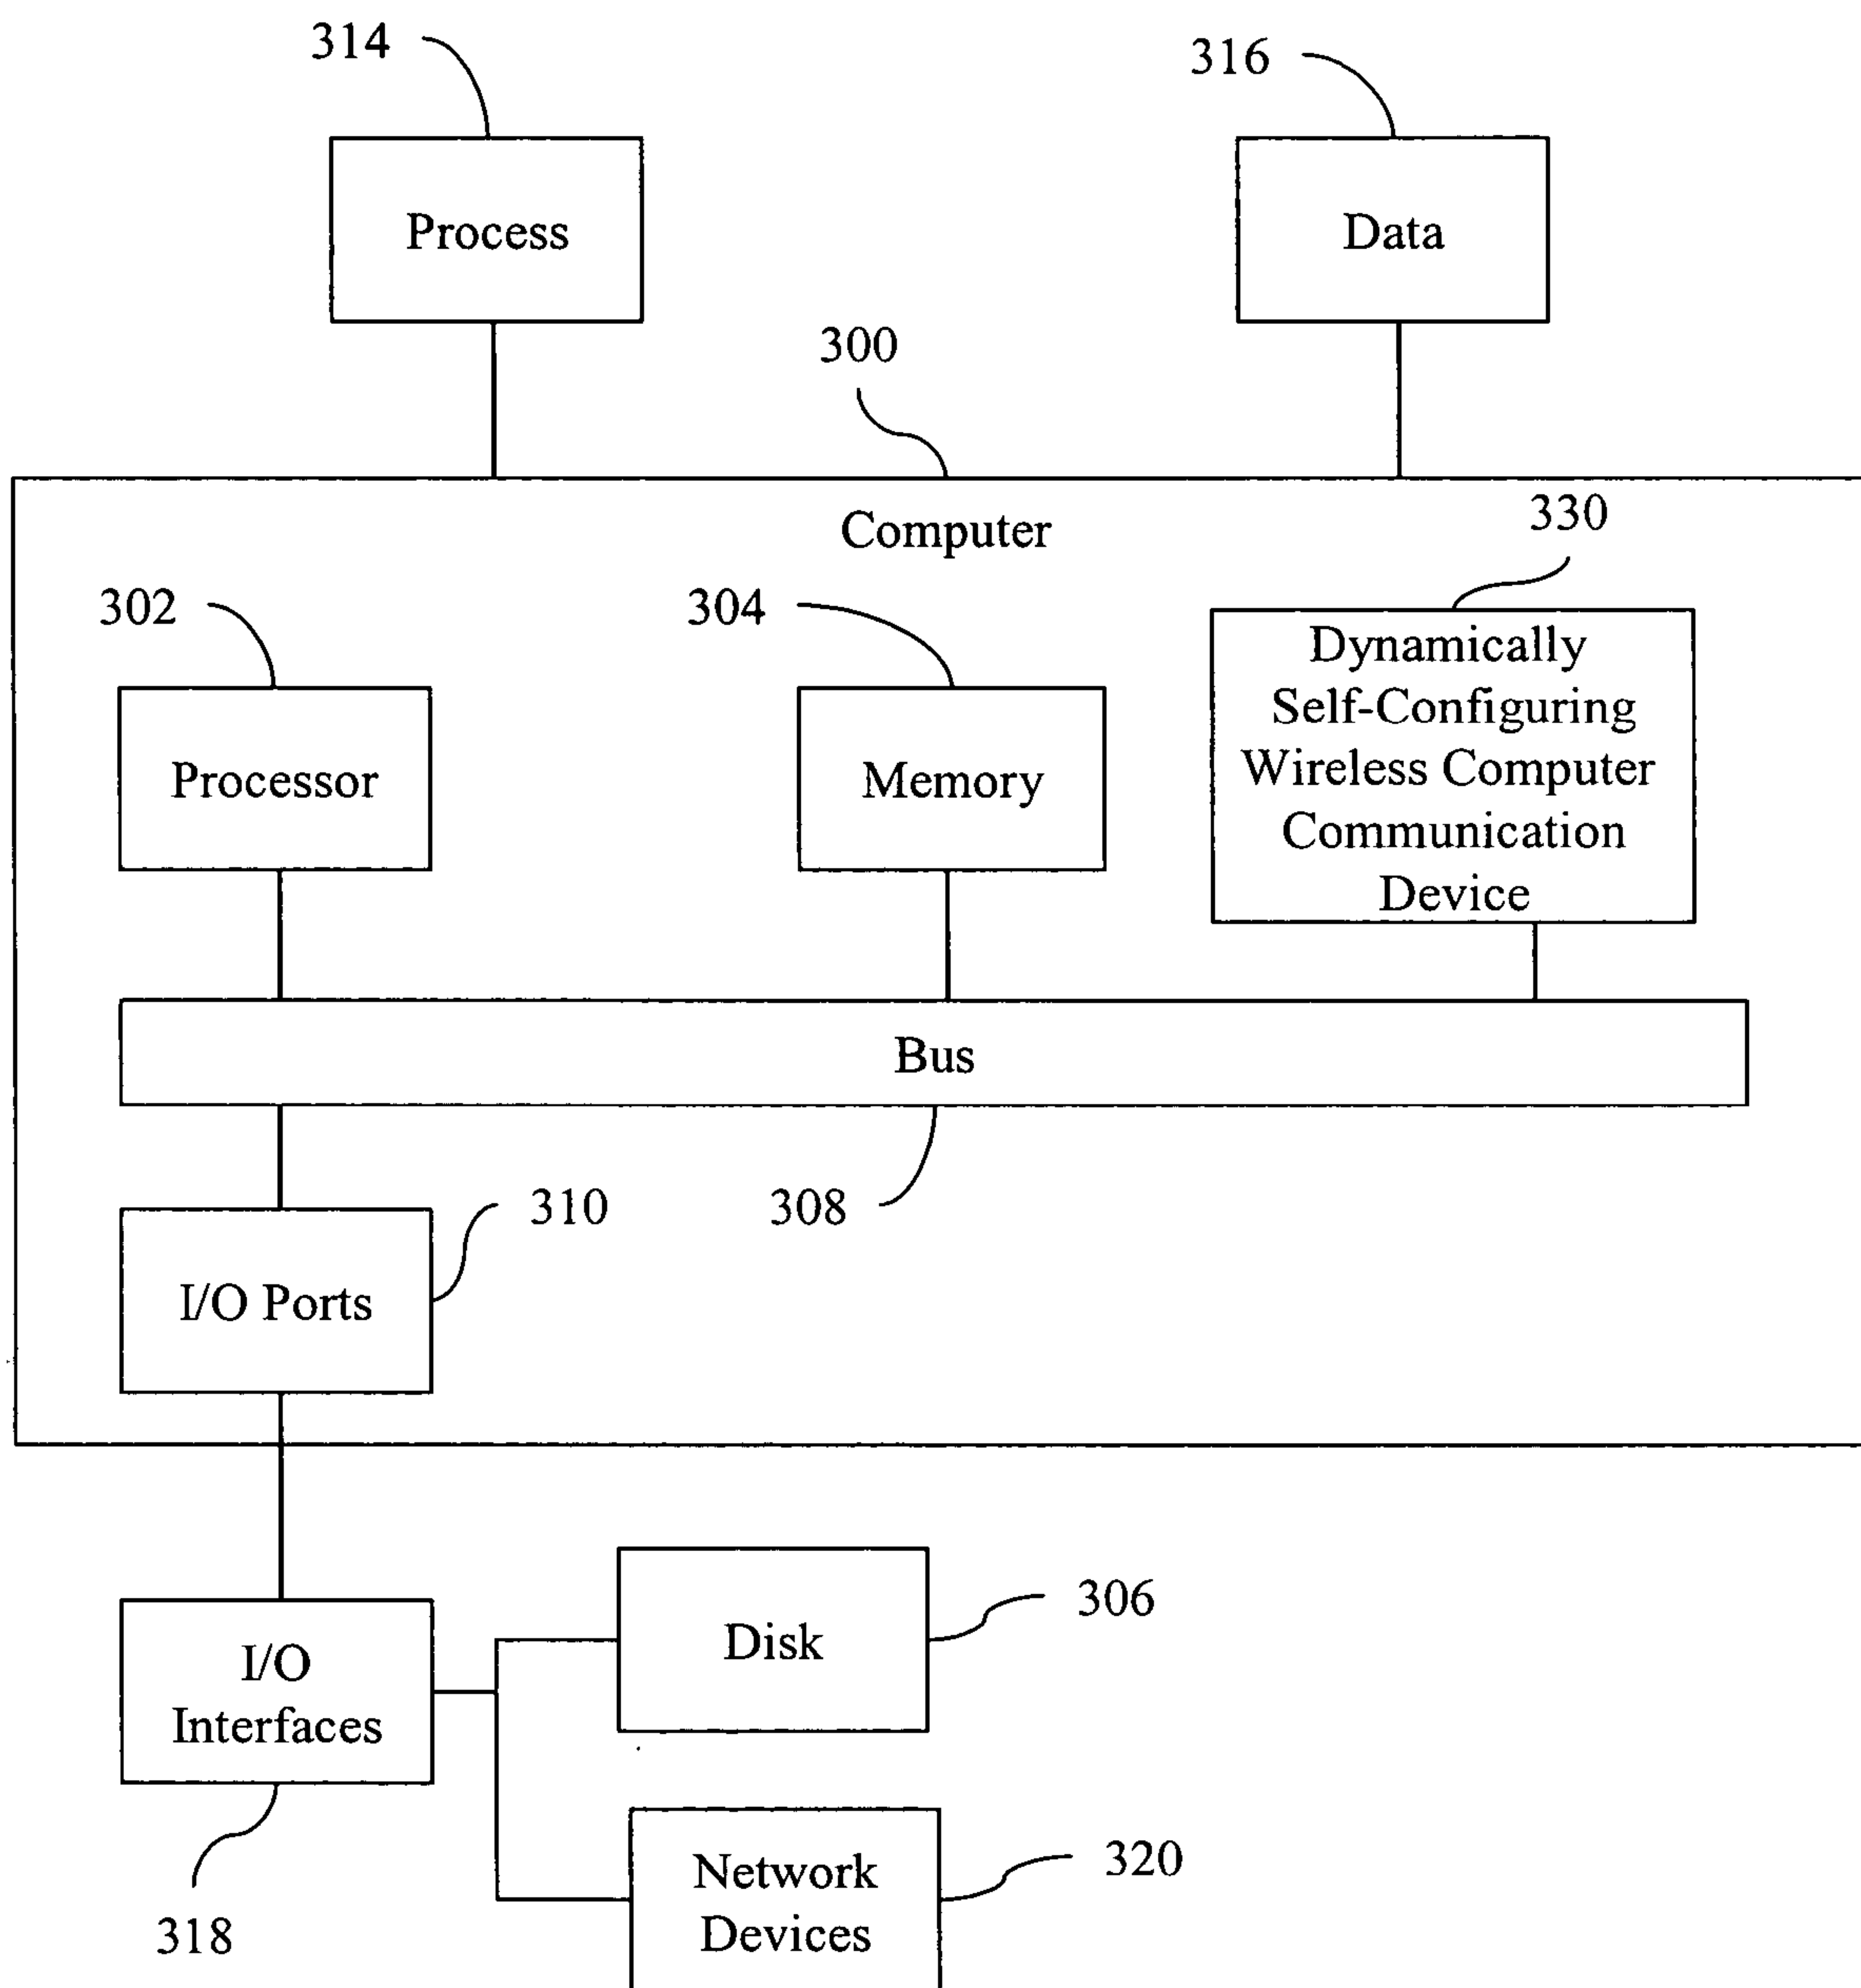 314
316
Process
Data
300
Computer
330
302
304
Dynamically
Self-Configuring
Wireless Computer
Communication
Device
Processor
Memory
Bus
310
308
I/O Ports
306
Disk
I/O
Interfaces
320
Network
Devices
318